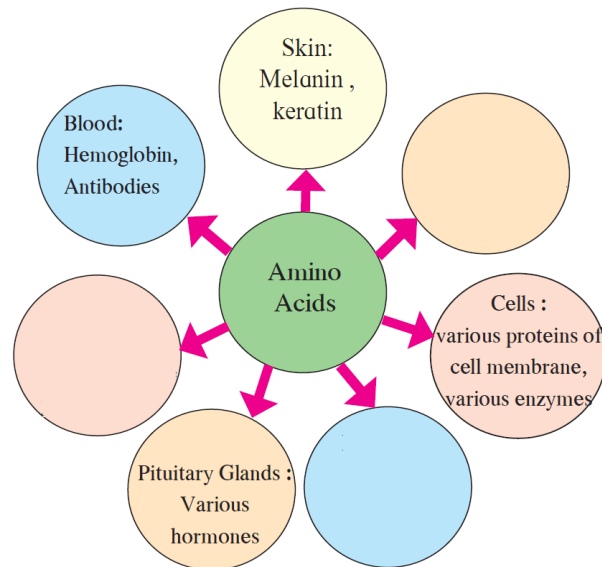 Skin:
Melanin ,
keratin
Blood:
Hemoglobin,
Antibodies
Amino
Acids
Cells :
various proteins of
cell membrane,
various enzymes
Pituitary Glands :
Various
hormones